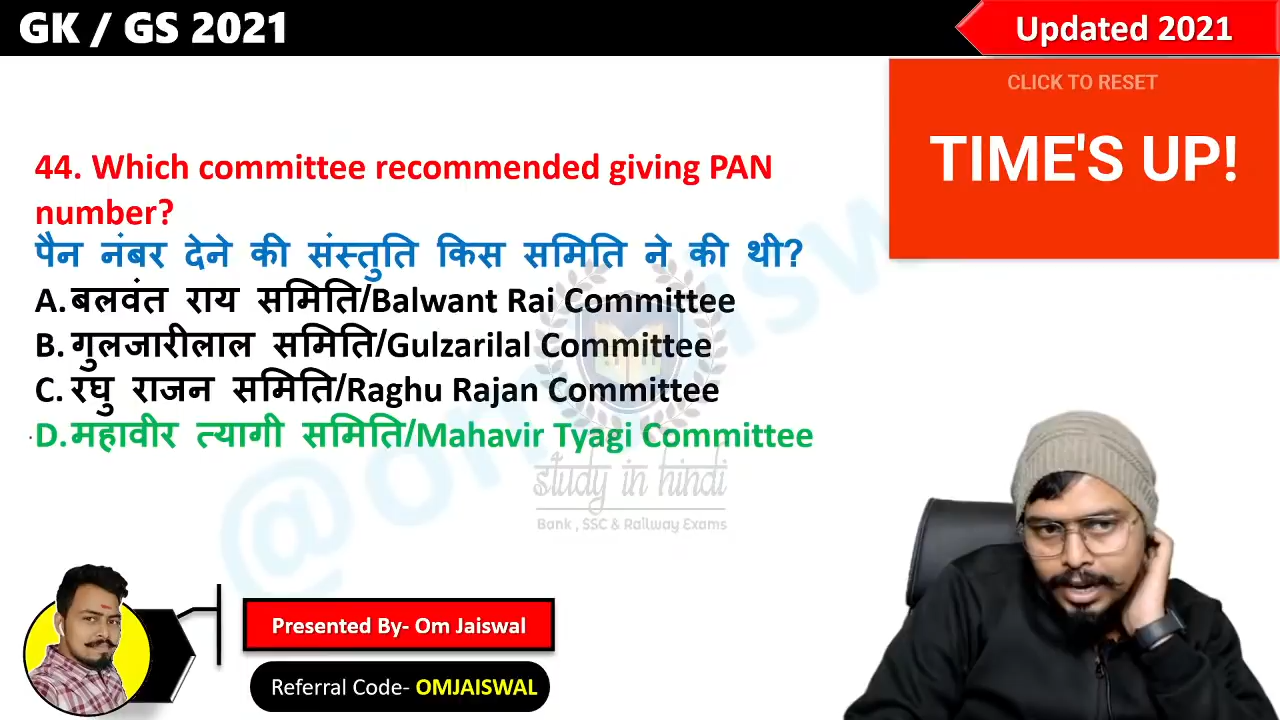 GK / GS 2021
Updated 2021
CLICK TO RESET
TIME'S UP!
44. Which committee recommended giving PAN
number?
पैन नंबर देने की संस्तुति किस समिति ने की थी?
A. बलवंत राय समिति/Balwant Rai Committee
B. गुलजारीलाल समिति/Gulzarilal Committee
C. रघु राजन समिति/Raghu Rajan Committee
D. महावीर त्यागी समिति/Mahavir Tyagi Committee
study in hindi
Bank , SSC & Railway Exams
Presented By- Om Jaiswal
Referral Code- OMJAISWAL